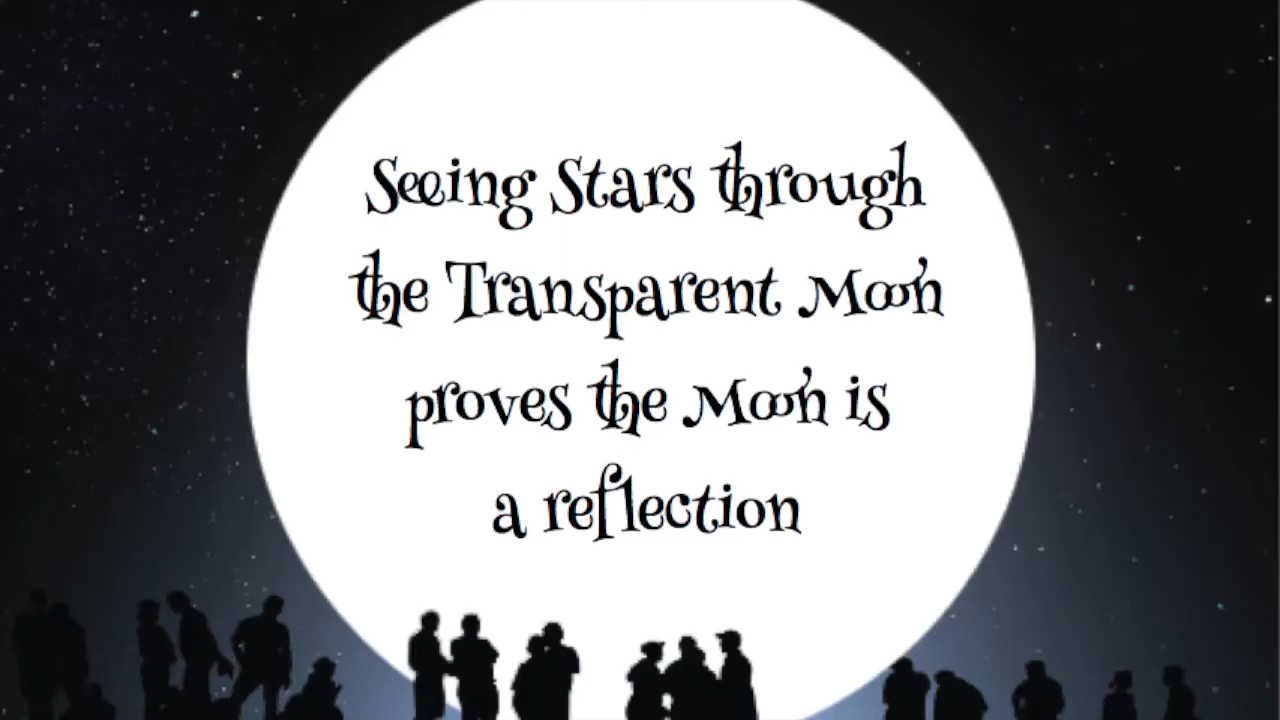 Seeing Stars through
the Transparent Moon
proves the Moon is
a reflection